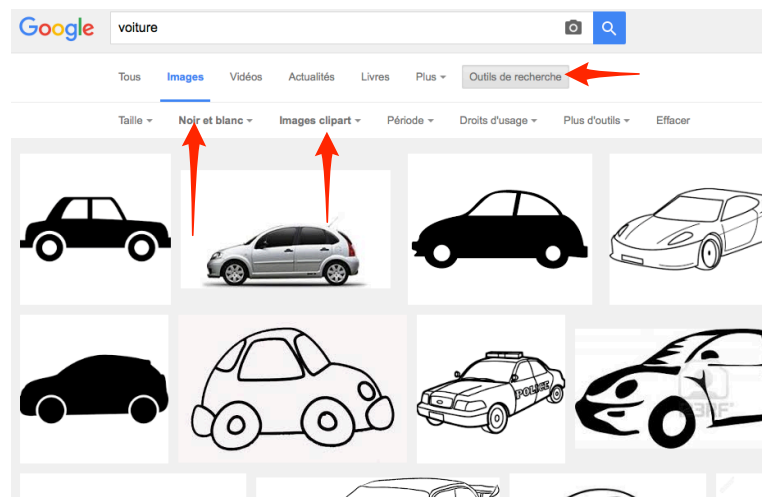 Google voiture
Tous Images Vidéos Actualités Livres Plus Outils de recherche
Taille Noir et blanc Images clipart Période Droits d'usage Plus d'outils Effacer
POLICE